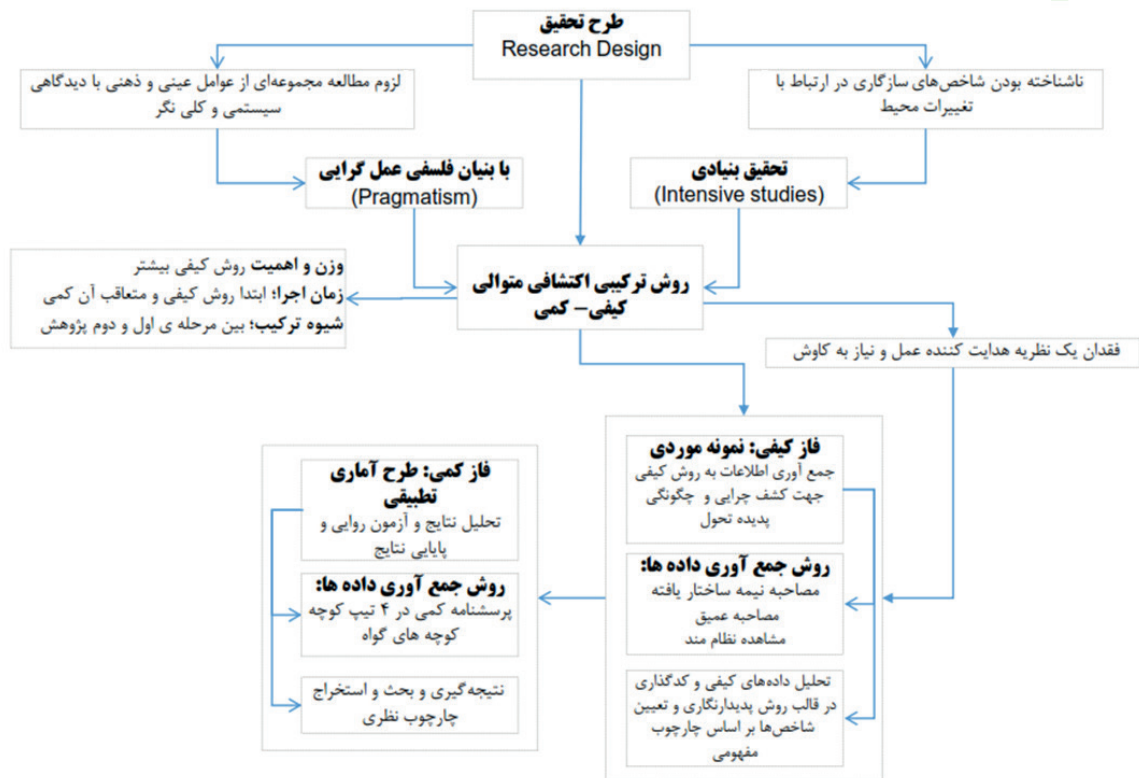 طرح تحقیق
Research Design
ناشناخته بودن شاخص‌های سازگاری در ارتباط با
تغییرات محیط
لزوم مطالعه مجموعه‌ای از عوامل عینی و ذهنی با دیدگاهی
سیستمی و کلی نگر
تحقیق بنیادی
(Intensive studies)
با بنیان فلسفی عمل گرایی
(Pragmatism)
روش ترکیبی اکتشافی متوالی
کیفی– کمی
وزن و اهمیت روش کیفی بیشتر
زمان اجرا؛ ابتدا روش کیفی و متعاقب آن کمی
شیوه ترکیب؛ بین مرحله ی اول و دوم پژوهش
فقدان یک نظریه هدایت کننده عمل و نیاز به کاوش
فاز کیفی: نمونه موردی
جمع آوری اطلاعات به روش کیفی
جهت کشف چرایی و چگونگی
پدیده تحول
روش جمع آوری داده ها:
مصاحبه نیمه ساختار یافته
مصاحبه عمیق
مشاهده نظام مند
تحلیل داده‌های کیفی و کدگذاری
در قالب روش پدیدارنگاری و تعیین
شاخص‌ها بر اساس چارچوب
مفهومی
فاز کمی: طرح آماری
تطبیقی
تحلیل نتایج و آزمون روایی و
پایایی نتایج
روش جمع آوری داده ها:
پرسشنامه کمی در ۴ تیپ کوچه
کوچه های گواه
نتیجه‌گیری و بحث و استخراج
چارچوب نظری